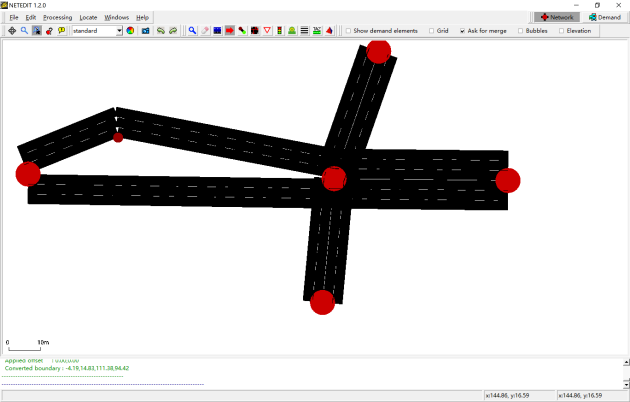 NETEDIT 1.2.0
File Edit Processing Locate Windows Help
Network Demand
standard
Show demand elements Grid Ask for merge Bubbles Elevation
0 10m
Converted boundary : -4.19,14.83,111.38,94.42
x:144.86, y:16.59 x:144.86, y:16.59